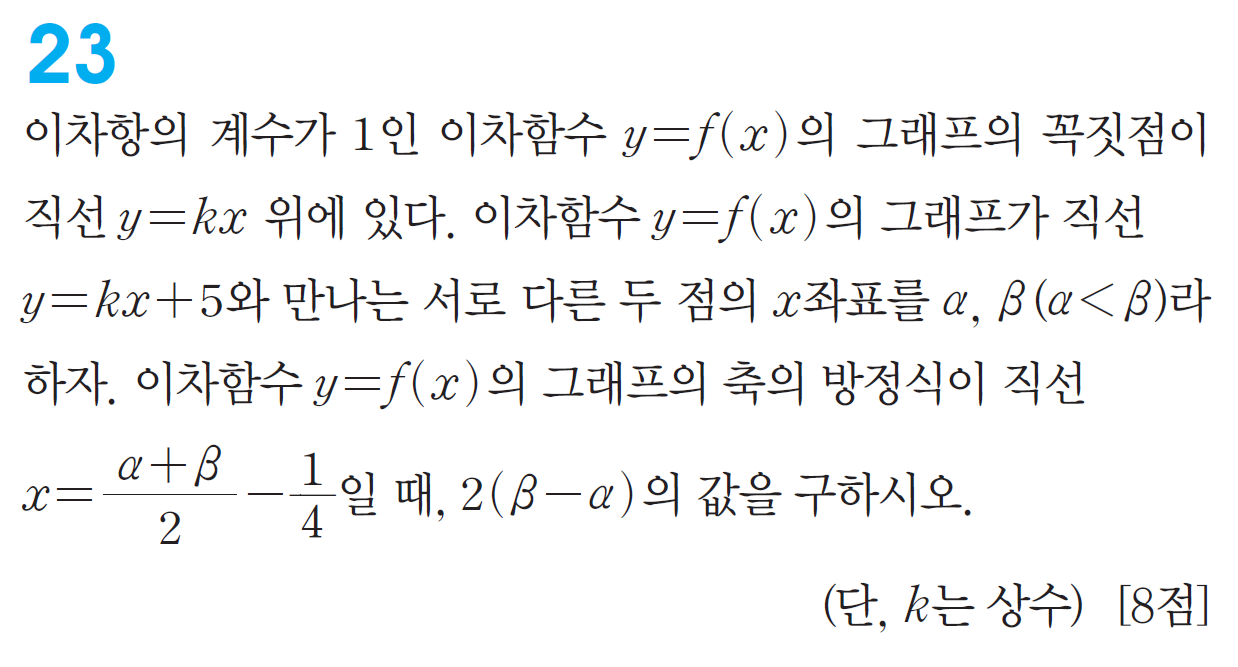 23
이차항의 계수가 1인 이차함수 y=f(x)의 그래프의 꼭짓점이
직선 y=kx 위에 있다. 이차함수 y=f(x)의 그래프가 직선
y=kx+5와 만나는 서로 다른 두 점의 x좌표를 α, β(α<β)라
하자. 이차함수 y=f(x)의 그래프의 축의 방정식이 직선
x=\frac{α+β}{2}-\frac{1}{4}일 때, 2(β-α)의 값을 구하시오.
(단, k는 상수) [8점]